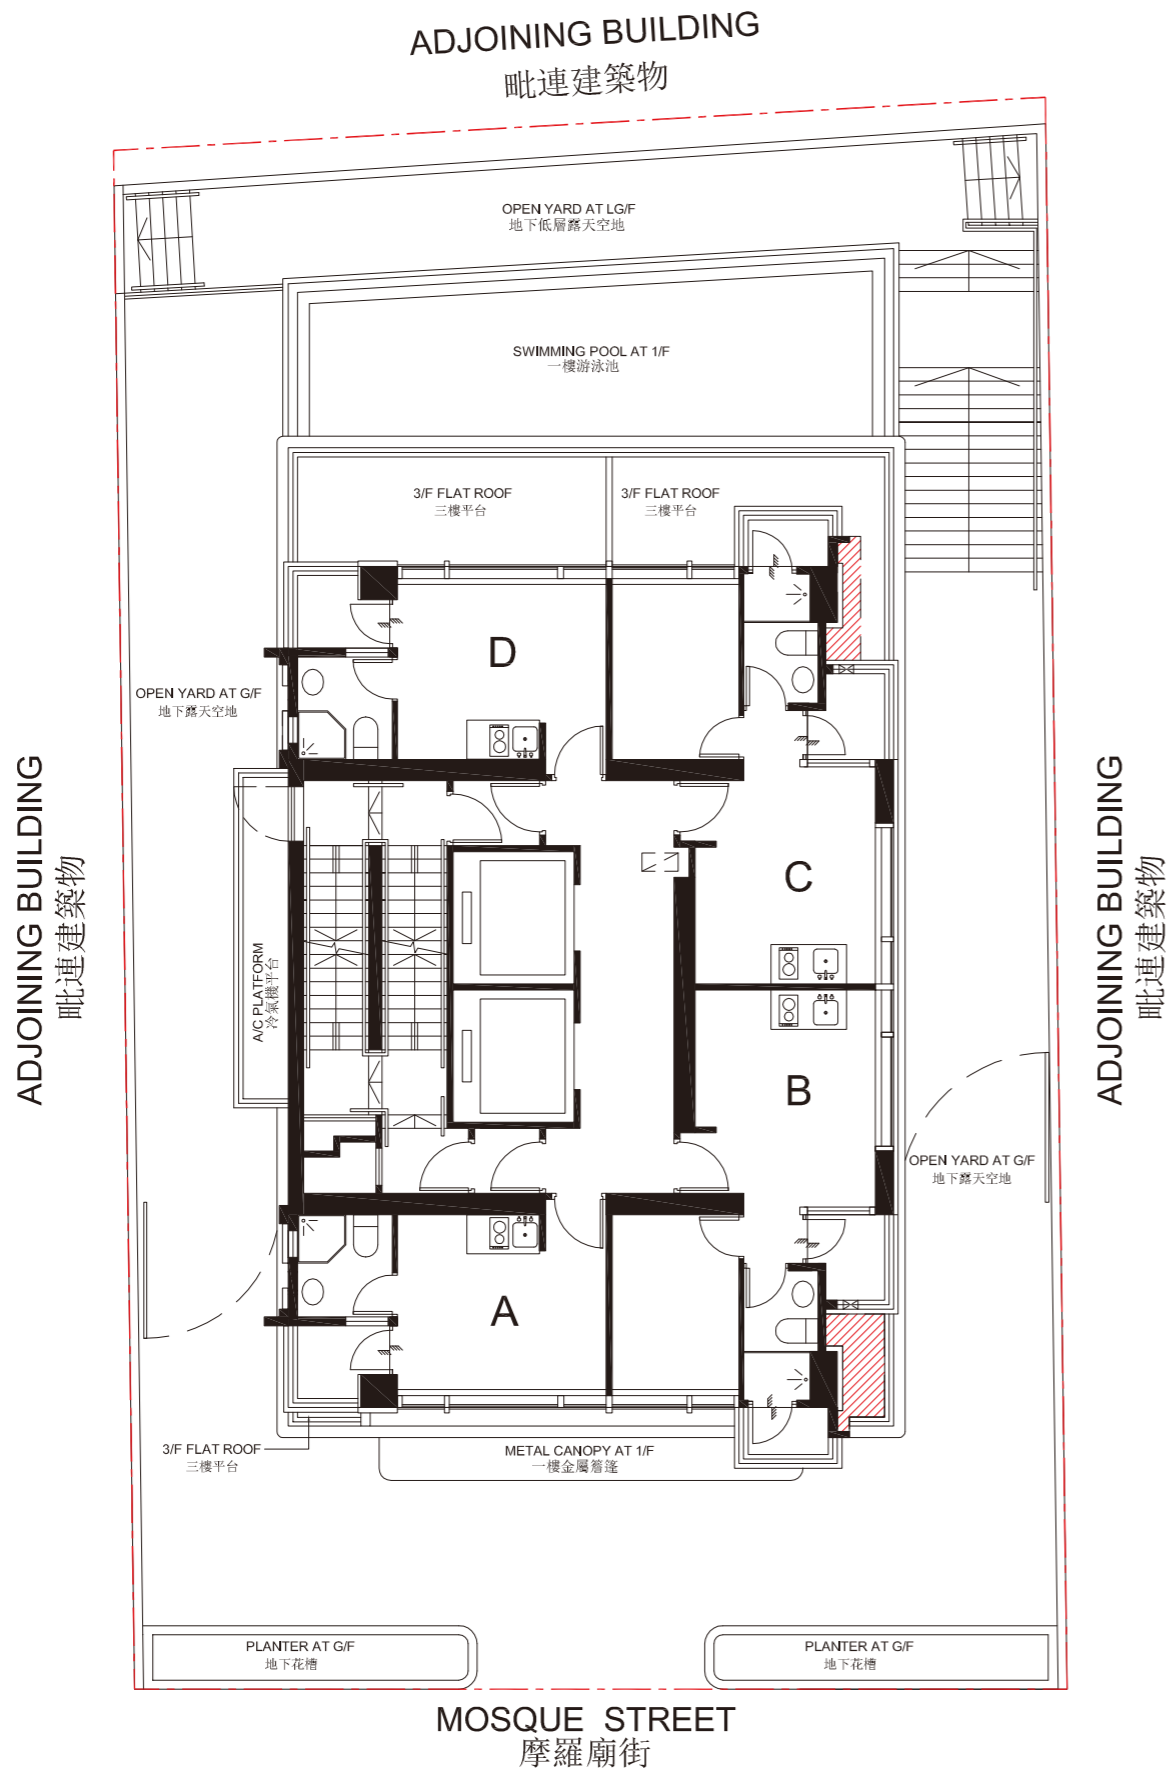 ADJOINING BUILDING
毗連建築物
OPEN YARD AT LG/F
地下低層露天空地
SWIMMING POOL AT 1/F
一樓游泳池
3/F FLAT ROOF
三樓平台
3/F FLAT ROOF
三樓平台
D
OPEN YARD AT G/F
地下露天空地
ADJOINING BUILDING
毗連建築物
A/C PLATFORM
冷氣機平台
C
B
ADJOINING BUILDING
毗連建築物
OPEN YARD AT G/F
地下露天空地
A
3/F FLAT ROOF
三樓平台
METAL CANOPY AT 1/F
一樓金屬簷篷
PLANTER AT G/F
地下花槽
PLANTER AT G/F
地下花槽
MOSQUE STREET
摩羅廟街